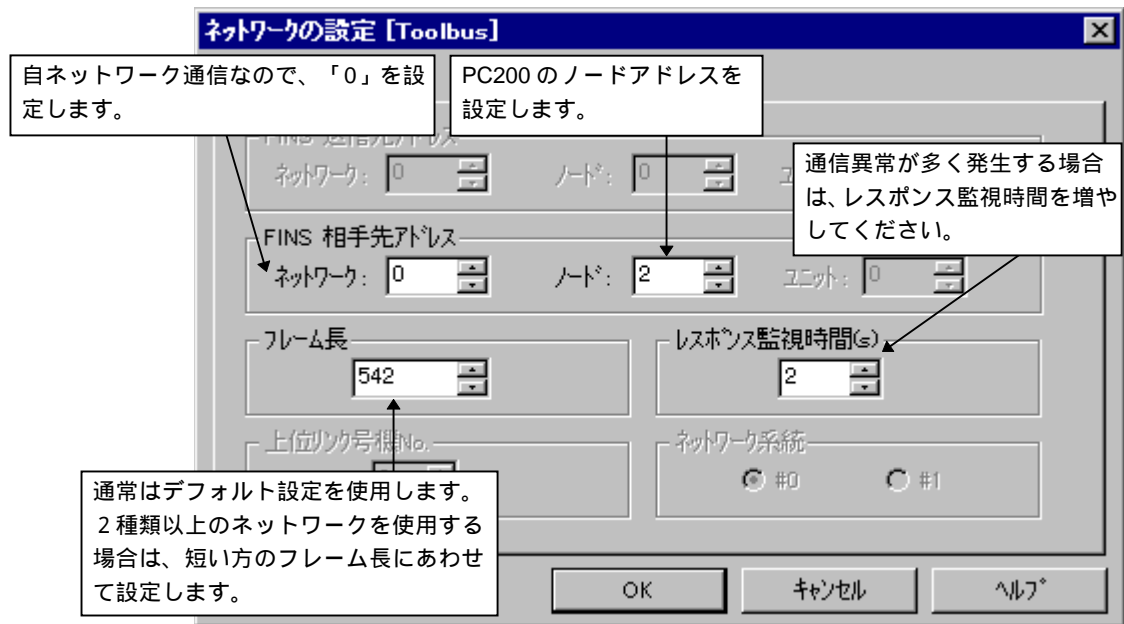 ネットワークの設定 [Toolbus]
自ネットワーク通信なので、「0」を設
定します。
PC200 のノードアドレスを
設定します。
通信異常が多く発生する場合
は、レスポンス監視時間を増や
してください。
ネットワーク: 0 ノード: 0
FINS 相手先アドレス
ネットワーク: 0 ノード: 2 ユニット: 0
フレーム長
542
レスポンス監視時間(s)
2
上位リンク号機No.
ネットワーク系統
#0 #1
通常はデフォルト設定を使用します。
2種類以上のネットワークを使用する
場合は、短い方のフレーム長にあわせ
て設定します。
OK キャンセル ヘルプ